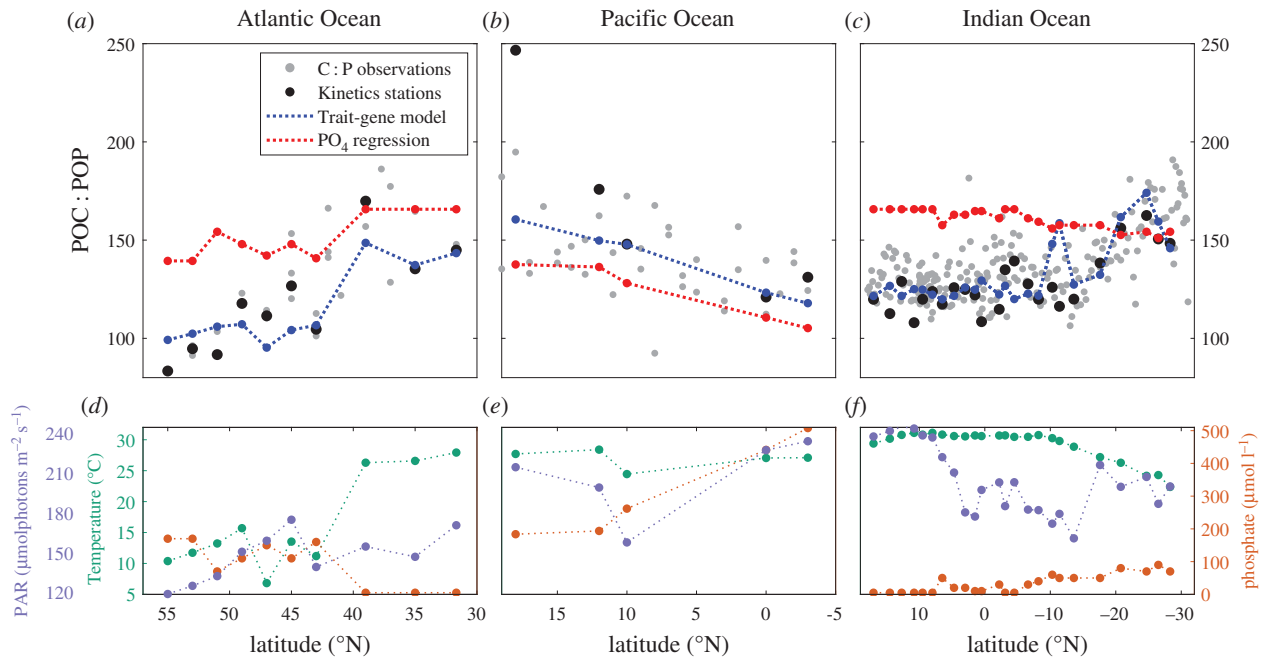 (a) Atlantic Ocean (b) Pacific Ocean (c) Indian Ocean
250 250
C : P observations
Kinetics stations
Trait-gene model
PO4 regression
200 200
POC : POP
150 150
100 100
(d) (e) (f)
PAR (µmolphotons m−2 s−1)
240
210
180
150
120
Temperature (°C)
32
25
20
15
10
5
500
400
300
200
100
0
phosphate (µmol l−1)
55 50 45 40 35 30 15 10 5 0 −5 10 0 −10 −20 −30
latitude (°N) latitude (°N) latitude (°N)